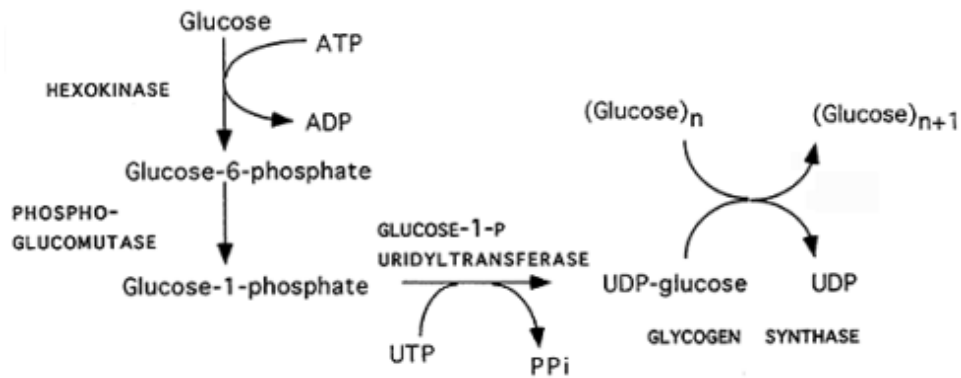 Glucose
ATP
HEXOKINASE
ADP
(Glucose)n
(Glucose)n+1
Glucose-6-phosphate
PHOSPHO-
GLUCOMUTASE
GLUCOSE-1-P
URIDYLTRANSFERASE
Glucose-1-phosphate
UDP-glucose
UDP
UTP
PPi
GLYCOGEN SYNTHASE